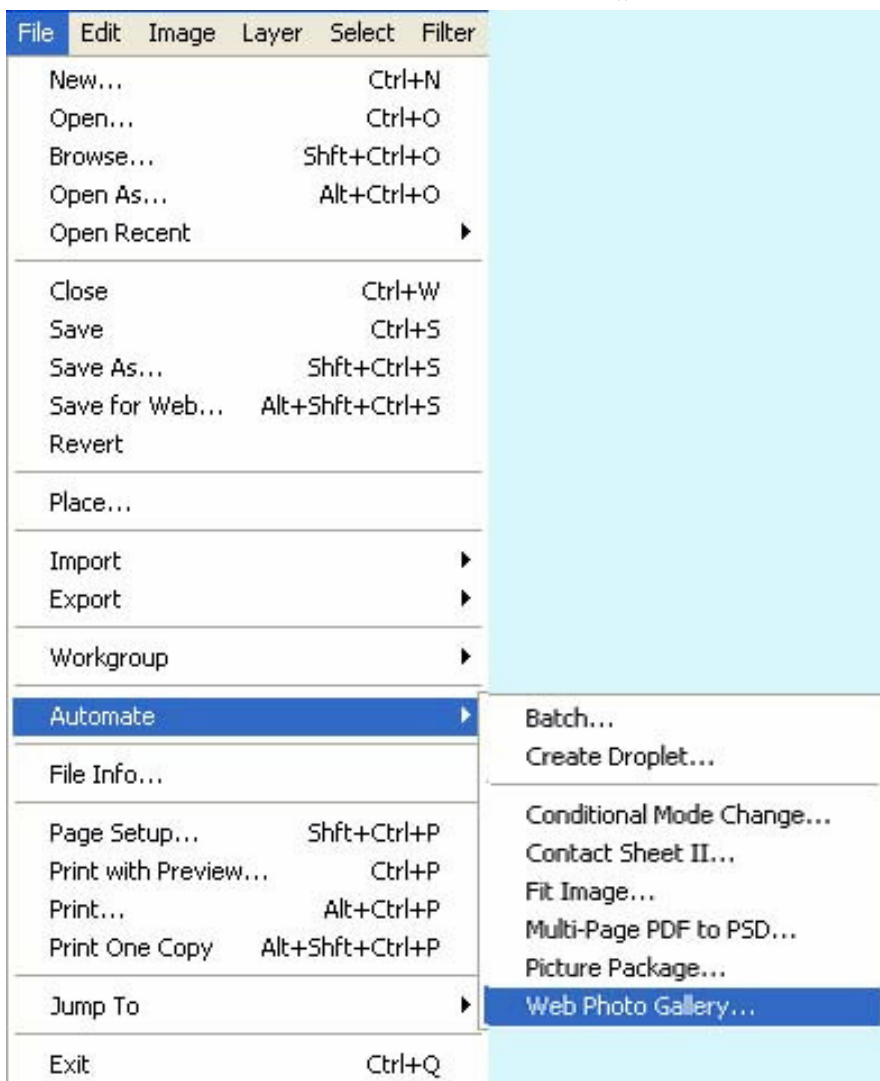 File Edit Image Layer Select Filter
New... Ctrl+N
Open... Ctrl+O
Browse... Shft+Ctrl+O
Open As... Alt+Ctrl+O
Open Recent
Close Ctrl+W
Save Ctrl+S
Save As... Shft+Ctrl+S
Save for Web... Alt+Shft+Ctrl+S
Revert
Place...
Import
Export
Workgroup
Automate
Batch...
Create Droplet...
File Info...
Conditional Mode Change...
Contact Sheet II...
Fit Image...
Multi-Page PDF to PSD...
Picture Package...
Web Photo Gallery...
Page Setup... Shft+Ctrl+P
Print with Preview... Ctrl+P
Print... Alt+Ctrl+P
Print One Copy Alt+Shft+Ctrl+P
Jump To
Exit Ctrl+Q